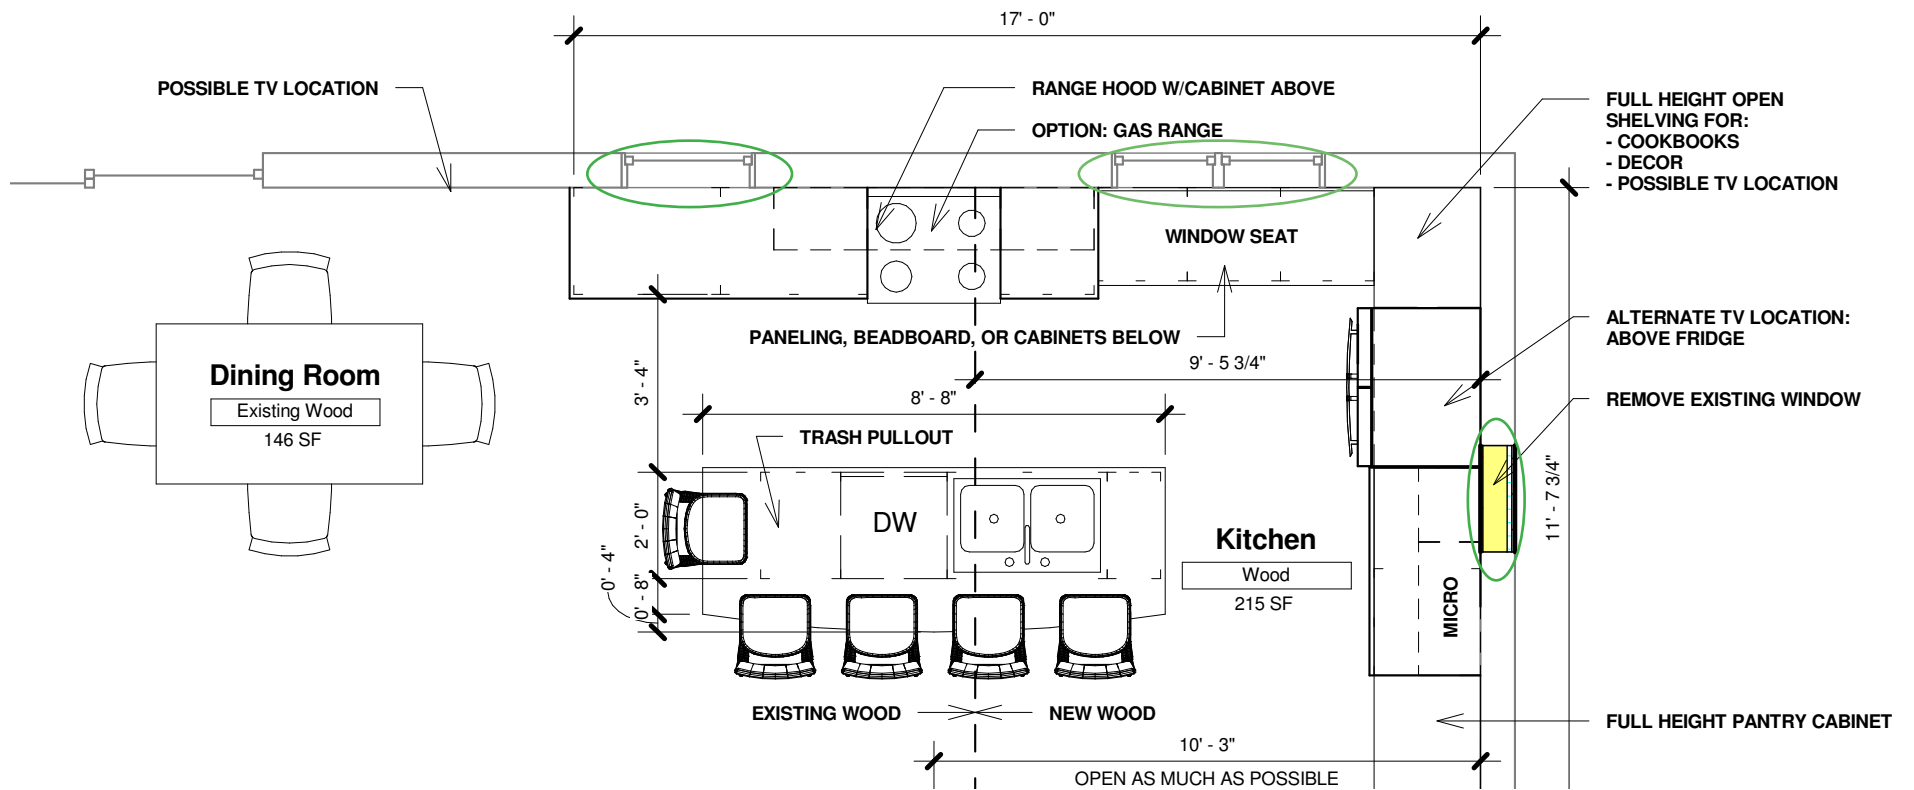 17' - 0"
POSSIBLE TV LOCATION
RANGE HOOD W/CABINET ABOVE
OPTION: GAS RANGE
FULL HEIGHT OPEN
SHELVING FOR:
- COOKBOOKS
- DECOR
- POSSIBLE TV LOCATION
WINDOW SEAT
PANELING, BEADBOARD, OR CABINETS BELOW
ALTERNATE TV LOCATION:
ABOVE FRIDGE
9' - 5 3/4"
3' - 4"
8' - 8"
REMOVE EXISTING WINDOW
Dining Room
Existing Wood
146 SF
TRASH PULLOUT
DW
2' - 0"
0' - 8"
0' - 4"
Kitchen
Wood
215 SF
11' - 7 3/4"
MICRO
EXISTING WOOD
NEW WOOD
FULL HEIGHT PANTRY CABINET
10' - 3"
OPEN AS MUCH AS POSSIBLE